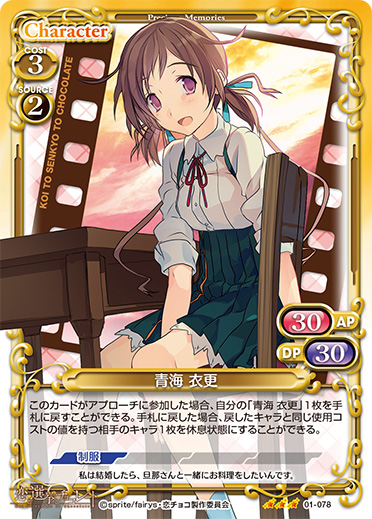 Precious Memories
Character
COST
3
SOURCE
2
KOI TO SENKYO TO CHOCOLATE
30 AP
DP 30
青海 衣更
このカードがアプローチに参加した場合、自分の「青海 衣更」1枚を手
札に戻すことができる。手札に戻した場合、戻したキャラと同じ使用コ
ストの値を持つ相手のキャラ1枚を休息状態にすることができる。
制服
私は結婚したら、旦那さんと一緒にお料理をしたいんです。
恋と選挙とチョコレート
©sprite/fairys・恋チョコ製作委員会
01-078